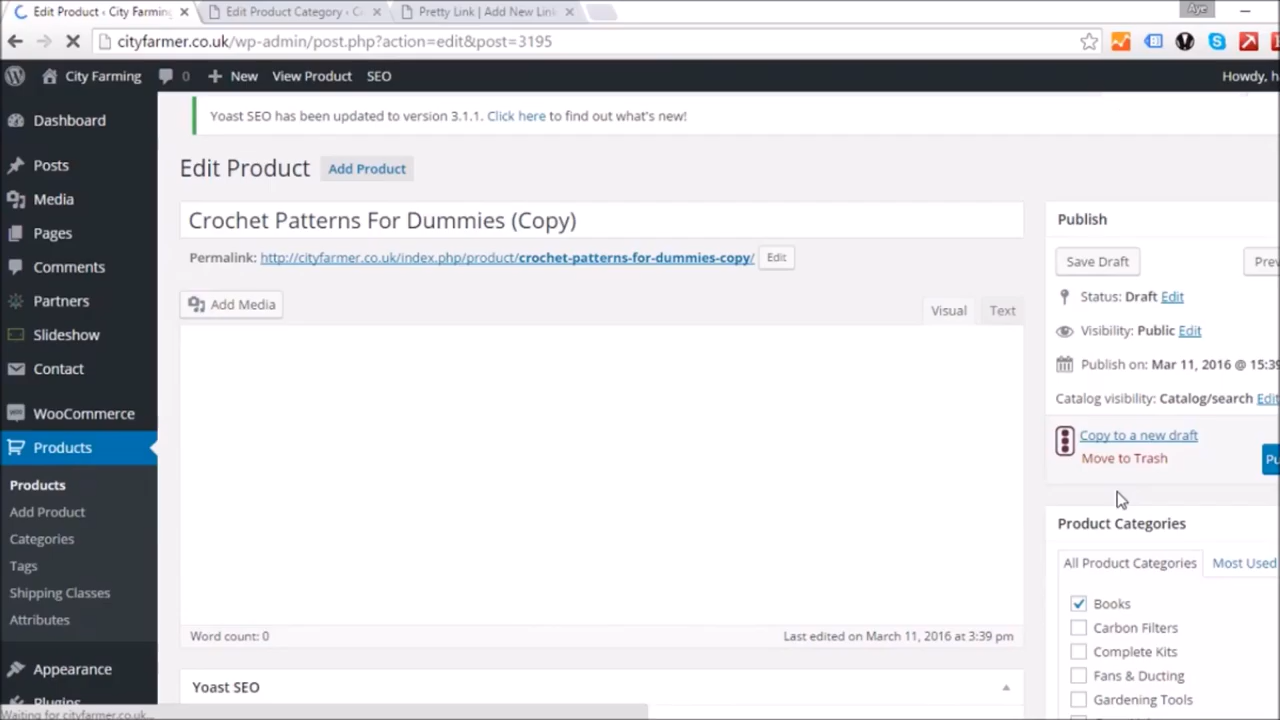 Edit Product ‹ City Farming
Edit Product Category ‹ C
Pretty Link | Add New Link
Aye
cityfarmer.co.uk/wp-admin/post.php?action=edit&post=3195
City Farming
0
New
View Product
SEO
Howdy, h
Dashboard
Posts
Media
Pages
Comments
Partners
Slideshow
Contact
WooCommerce
Products
Products
Add Product
Categories
Tags
Shipping Classes
Attributes
Appearance
Plugins
Waiting for cityfarmer.co.uk...
Yoast SEO has been updated to version 3.1.1. Click here to find out what's new!
Edit Product Add Product
Crochet Patterns For Dummies (Copy)
Permalink: http://cityfarmer.co.uk/index.php/product/crochet-patterns-for-dummies-copy/ Edit
Add Media
Visual Text
Word count: 0
Last edited on March 11, 2016 at 3:39 pm
Yoast SEO
Publish
Save Draft
Prev
Status: Draft Edit
Visibility: Public Edit
Publish on: Mar 11, 2016 @ 15:39
Catalog visibility: Catalog/search Edit
Copy to a new draft
Move to Trash
Pu
Product Categories
All Product Categories Most Used
Books
Carbon Filters
Complete Kits
Fans & Ducting
Gardening Tools